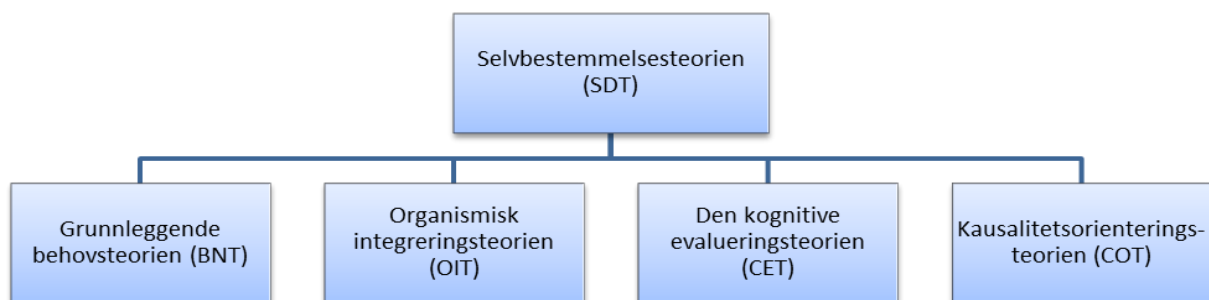 Selvbestemmelsesteorien
(SDT)
Grunnleggende
behovsteorien (BNT)
Organismisk
integreringsteorien
(OIT)
Den kognitive
evalueringsteorien
(CET)
Kausalitetsorienterings-
teorien (COT)